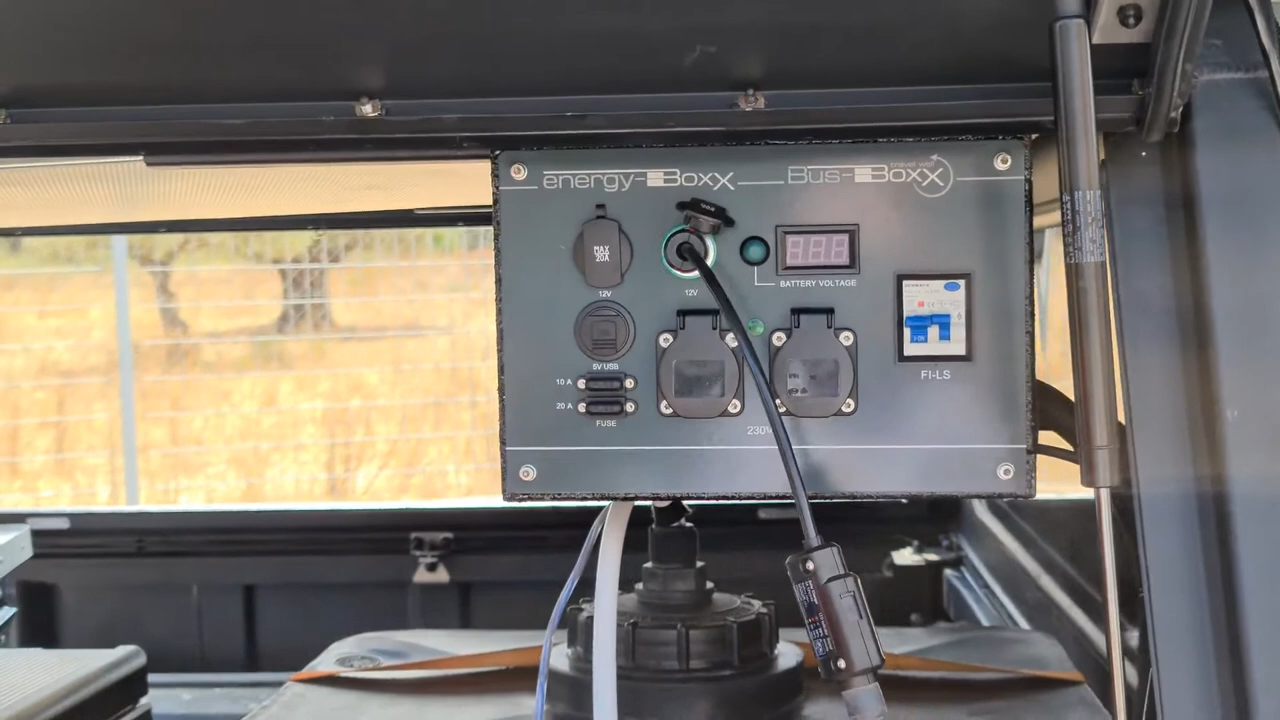 energy-BoxX
travell well
Bus-BoxX
MAX
20A
12V
12V
BATTERY VOLTAGE
5V USB
10 A
20 A
FUSE
230V
FI-LS